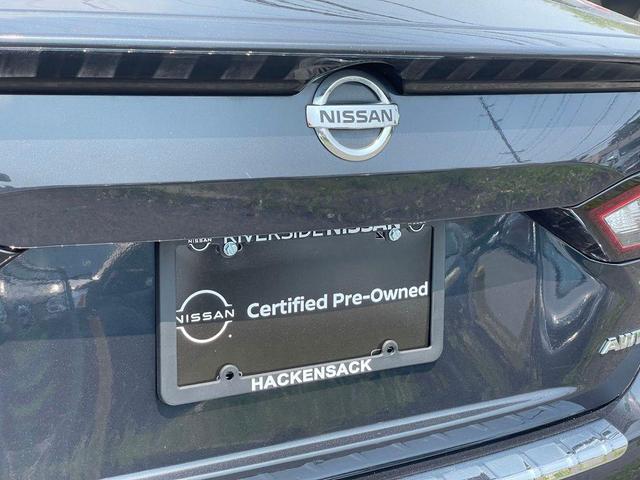 NISSAN
RIVERSIDE NISSAN
NISSAN
NISSAN
Certified Pre-Owned
HACKENSACK